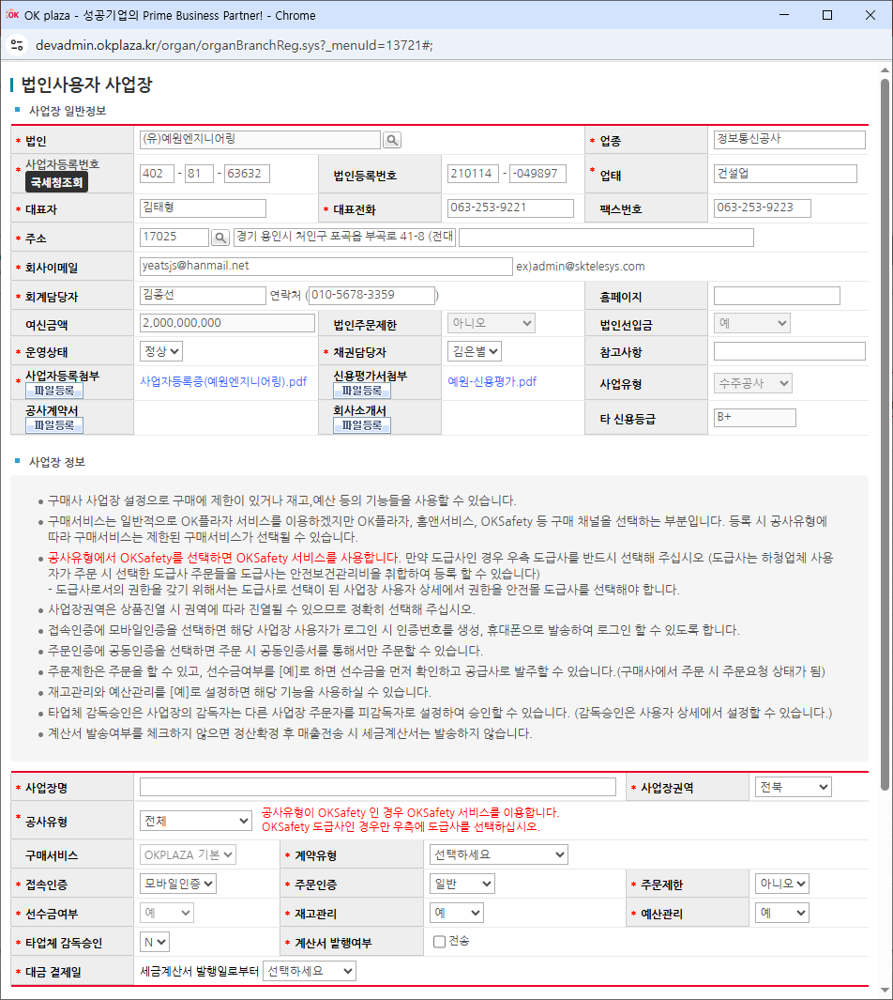 OK plaza - 성공기업의 Prime Business Partner! - Chrome
devadmin.okplaza.kr/organ/organBranchReg.sys?_menuId=13721#;
법인사용자 사업장
사업장 일반정보
* 법인 (유)예원엔지니어링 * 업종 정보통신공사
* 사업자등록번호 국세청조회 402 - 81 - 63632 법인등록번호 210114 - -049897 * 업태 건설업
* 대표자 김태형 * 대표전화 063-253-9221 팩스번호 063-253-9223
* 주소 17025 경기 용인시 처인구 포곡읍 부곡로 41-8 (전대
* 회사이메일 yeatsjs@hanmail.net ex)admin@sktelesys.com
* 회계담당자 김종선 연락처 (010-5678-3359) 홈페이지
여신금액 2,000,000,000 법인주문제한 아니오 법인선입금 예
* 운영상태 정상 * 채권담당자 김은별 참고사항
* 사업자등록첨부 파일등록 사업자등록증(예원엔지니어링).pdf 신용평가서첨부 파일등록 예원-신용평가.pdf 사업유형 수주공사
공사계약서 파일등록 회사소개서 파일등록 타 신용등급 B+
사업장 정보
● 구매사 사업장 설정으로 구매에 제한이 있거나 재고,예산 등의 기능들을 사용할 수 있습니다.
● 구매서비스는 일반적으로 OK플라자 서비스를 이용하겠지만 OK플라자, 홈앤서비스, OKSafety 등 구매 채널을 선택하는 부분입니다. 등록 시 공사유형에
따라 구매서비스는 제한된 구매서비스가 선택될 수 있습니다.
● 공사유형에서 OKSafety를 선택하면 OKSafety 서비스를 사용합니다. 만약 도급사인 경우 우측 도급사를 반드시 선택해 주십시오 (도급사는 하청업체 사용
자가 주문 시 선택한 도급사 주문들을 도급사는 안전보건관리비을 취합하여 등록 할 수 있습니다)
- 도급사로서의 권한을 갖기 위해서는 도급사로 선택이 된 사업장 사용자 상세에서 권한을 안전몰 도급사를 선택해야 합니다.
● 사업장권역은 상품진열 시 권역에 따라 진열될 수 있으므로 정확히 선택해 주십시오.
● 접속인증에 모바일인증을 선택하면 해당 사업장 사용자가 로그인 시 인증번호를 생성, 휴대폰으로 발송하여 로그인 할 수 있도록 합니다.
● 주문인증에 공동인증을 선택하면 주문 시 공동인증서를 통해서만 주문할 수 있습니다.
● 주문제한은 주문을 할 수 있고, 선수금여부를 [예]로 하면 선수금을 먼저 확인하고 공급사로 발주할 수 있습니다.(구매사에서 주문 시 주문요청 상태가 됨)
● 재고관리와 예산관리를 [예]로 설정하면 해당 기능을 사용하실 수 있습니다.
● 타업체 감독승인은 사업장의 감독자는 다른 사업장 주문자를 피감독자로 설정하여 승인할 수 있습니다. (감독승인은 사용자 상세에서 설정할 수 있습니다.)
● 계산서 발송여부를 체크하지 않으면 정산확정 후 매출전송 시 세금계산서는 발송하지 않습니다.
* 사업장명 * 사업장권역 전북
* 공사유형 전체 공사유형이 OKSafety 인 경우 OKSafety 서비스를 이용합니다.
OKSafety 도급사인 경우만 우측에 도급사를 선택하십시오.
구매서비스 OKPLAZA 기본 * 계약유형 선택하세요
* 접속인증 모바일인증 * 주문인증 일반 * 주문제한 아니오
* 선수금여부 예 * 재고관리 예 * 예산관리 예
* 타업체 감독승인 N * 계산서 발행여부 전송
* 대금 결제일 세금계산서 발행일로부터 선택하세요